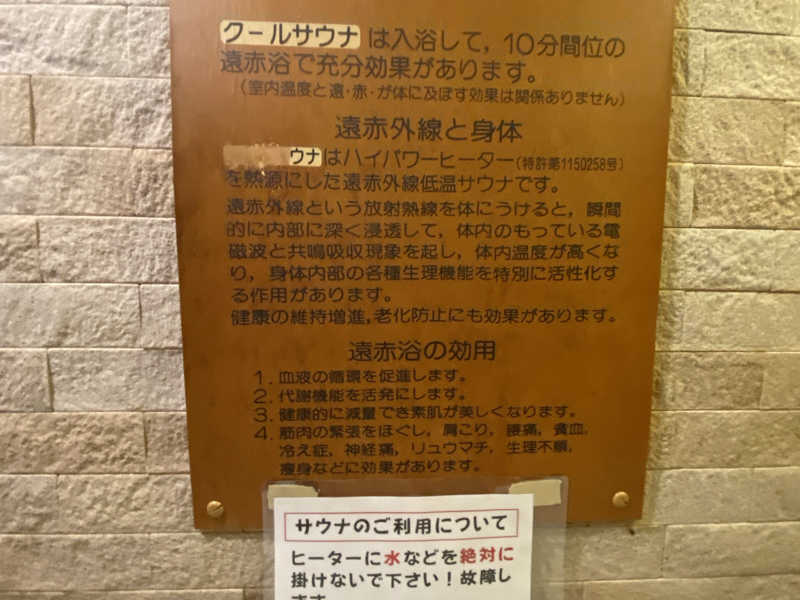 クールサウナは入浴して，10分間位の
遠赤浴で充分効果があります。
（室内温度と遠・赤・が体に及ぼす効果は関係ありません）
遠赤外線と身体
ウナはハイパワーヒーター（特許第1150258号）
を熱源にした遠赤外線低温サウナです。
遠赤外線という放射熱線を体にうけると，瞬間
的に内部に深く浸透して，体内のもっている電
磁波と共鳴吸収現象を起し，体内温度が高くな
り，身体内部の各種生理機能を特別に活性化す
る作用があります。
健康の維持増進,老化防止にも効果があります。
遠赤浴の効用
1．血液の循環を促進します。
2．代謝機能を活発にします。
3．健康的に減量でき素肌が美しくなります。
4．筋肉の緊張をほぐし，肩こり，腰痛，貧血，
冷え症，神経痛，リュウマチ，生理不順，
痩身などに効果があります。
サウナのご利用について
ヒーターに水などを絶対に
掛けないで下さい！故障し
ます